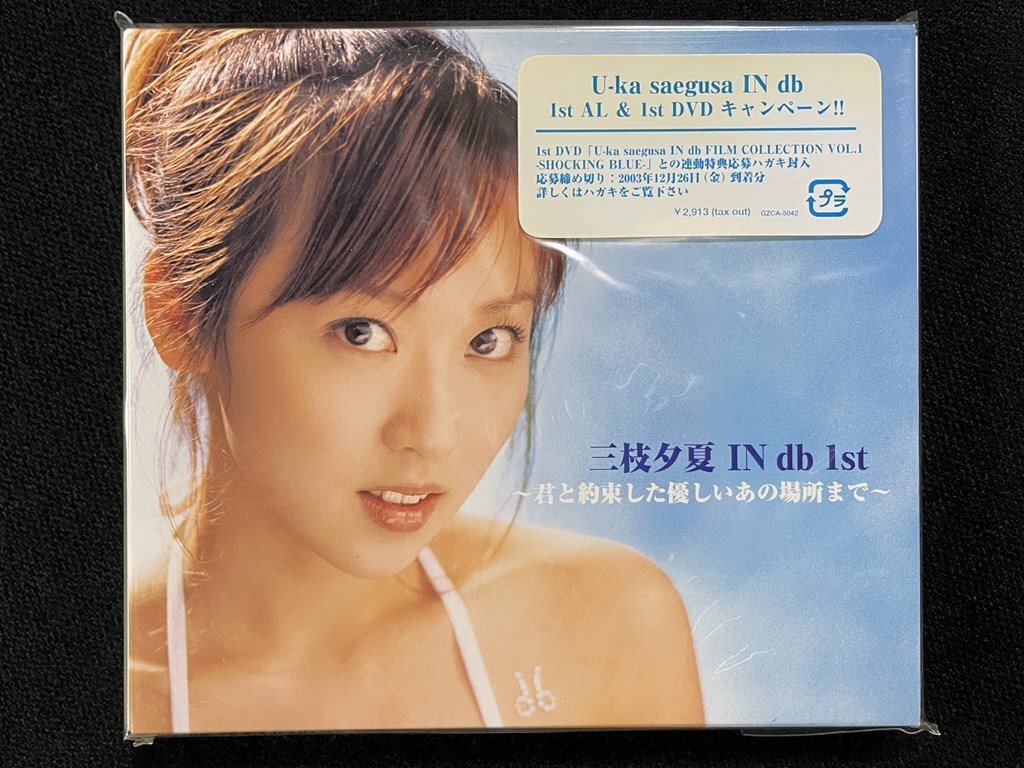 U-ka saegusa IN db
1st AL & 1st DVD キャンペーン!!
1st DVD「U-ka saegusa IN db FILM COLLECTION VOL.1
-SHOCKING BLUE-」との連動特典応募ハガキ封入
応募締め切り:2003年12月26日(金)到着分
詳しくはハガキをご覧下さい
プラ
¥2,913 (tax out) GZCA-5042
三枝夕夏 IN db 1st
~君と約束した優しいあの場所まで~
db